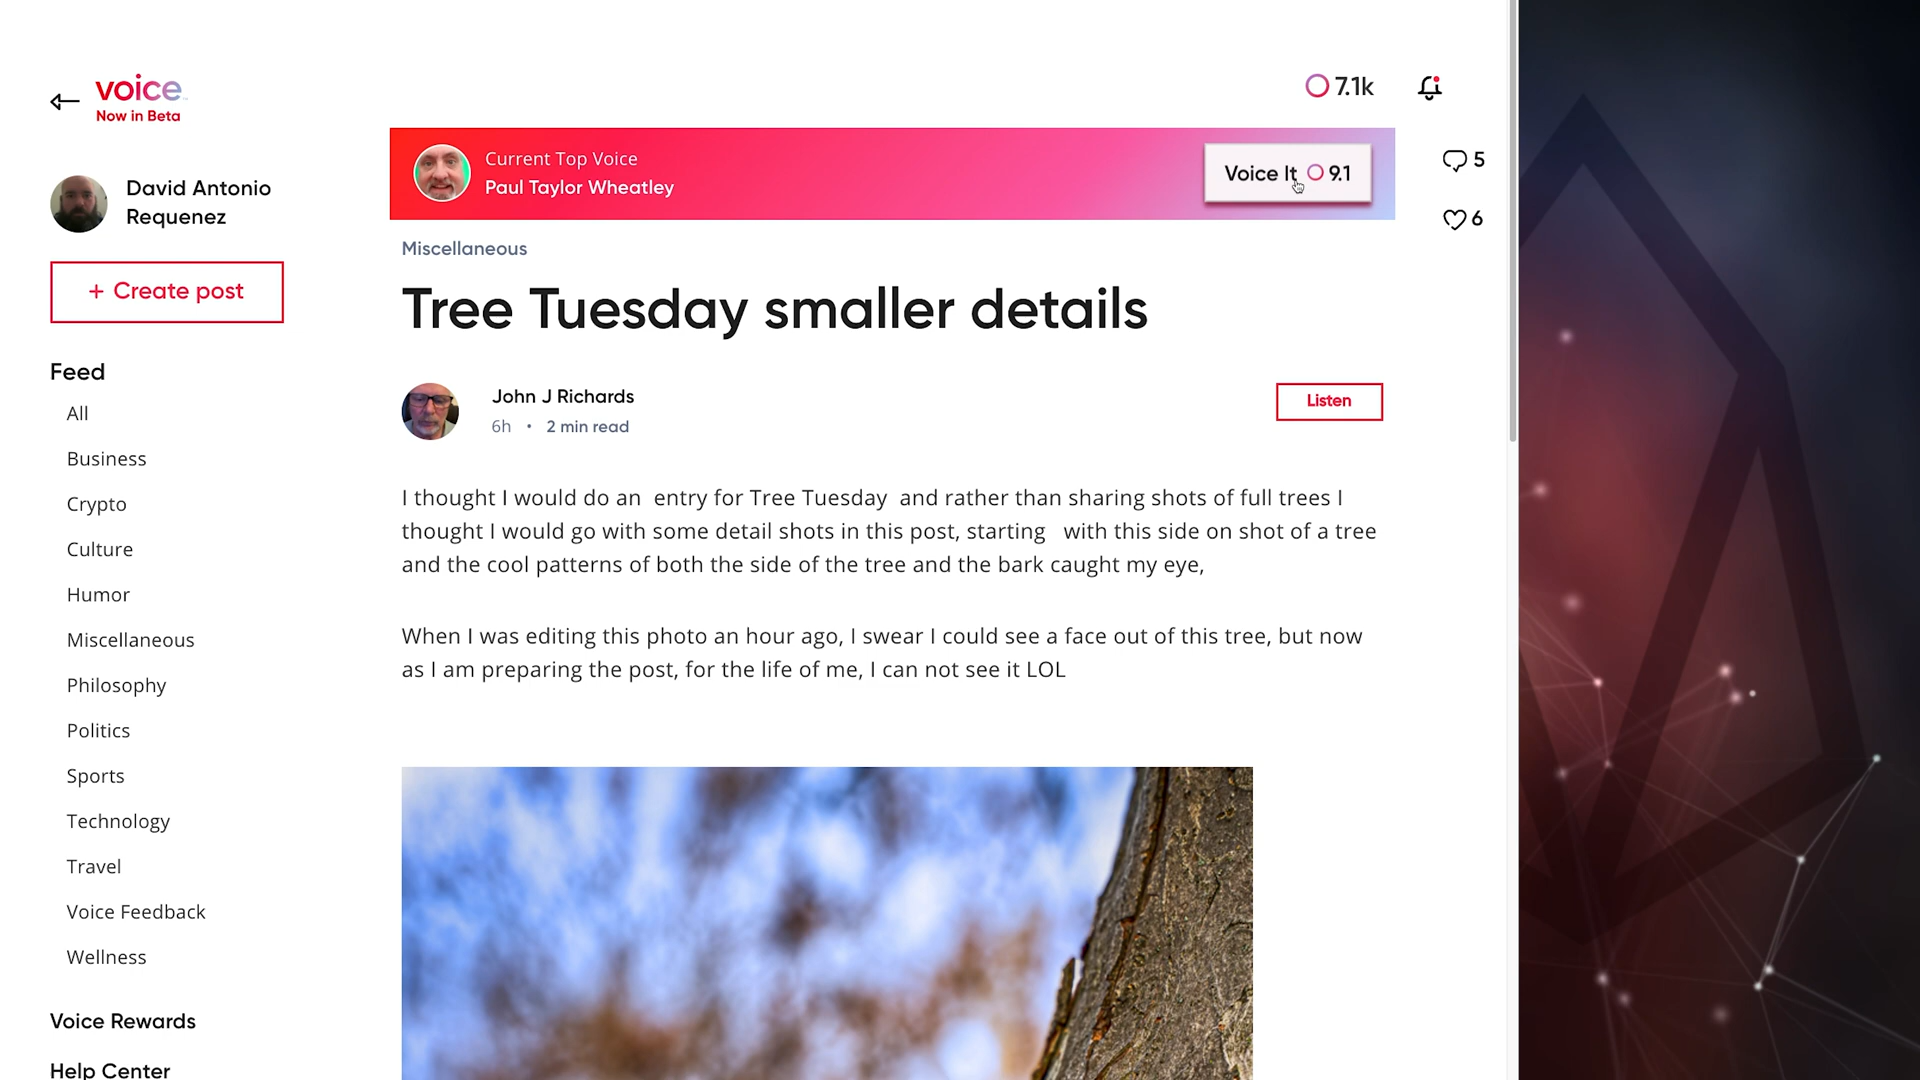 voice
Now in Beta
David Antonio
Requenez
+ Create post
Feed
All
Business
Crypto
Culture
Humor
Miscellaneous
Philosophy
Politics
Sports
Technology
Travel
Voice Feedback
Wellness
Voice Rewards
Help Center
7.1k
Current Top Voice
Paul Taylor Wheatley
Voice It 9.1
5
6
Miscellaneous
Tree Tuesday smaller details
John J Richards
6h • 2 min read
Listen
I thought I would do an entry for Tree Tuesday and rather than sharing shots of full trees I
thought I would go with some detail shots in this post, starting with this side on shot of a tree
and the cool patterns of both the side of the tree and the bark caught my eye,
When I was editing this photo an hour ago, I swear I could see a face out of this tree, but now
as I am preparing the post, for the life of me, I can not see it LOL